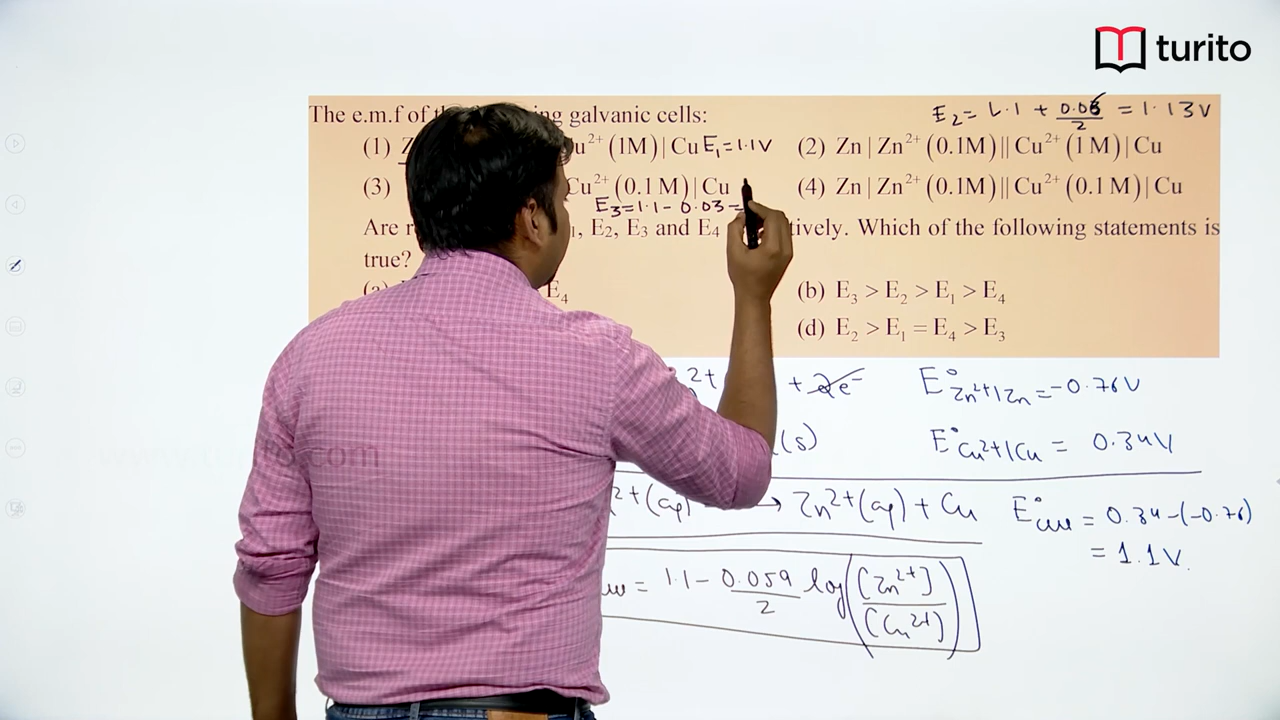 turito
The e.m.f of ing galvanic cells:
E₂ = 1.1 + 0.06/2 = 1.13V
(1) Z u²⁺ (1M) | Cu E₁=1.1V (2) Zn | Zn²⁺ (0.1M) || Cu²⁺ (1 M) | Cu
(3) Cu²⁺ (0.1 M) | Cu (4) Zn | Zn²⁺ (0.1M) || Cu²⁺ (0.1 M) | Cu
E₃=1.1-0.03=
Are r , E₂, E₃ and E₄ tively. Which of the following statements is
true?
(a) E₄ (b) E₃ > E₂ > E₁ > E₄
(d) E₂ > E₁ = E₄ > E₃
2+ + 2e⁻ E°Zn²⁺|Zn = -0.76V
(s) E°Cu²⁺|Cu = 0.34V
²⁺(aq) → Zn²⁺(aq) + Cu E°cell = 0.34-(-0.76)
= 1.1V.
= 1.1 - 0.059/2 log([Zn²⁺]/[Cu²⁺])